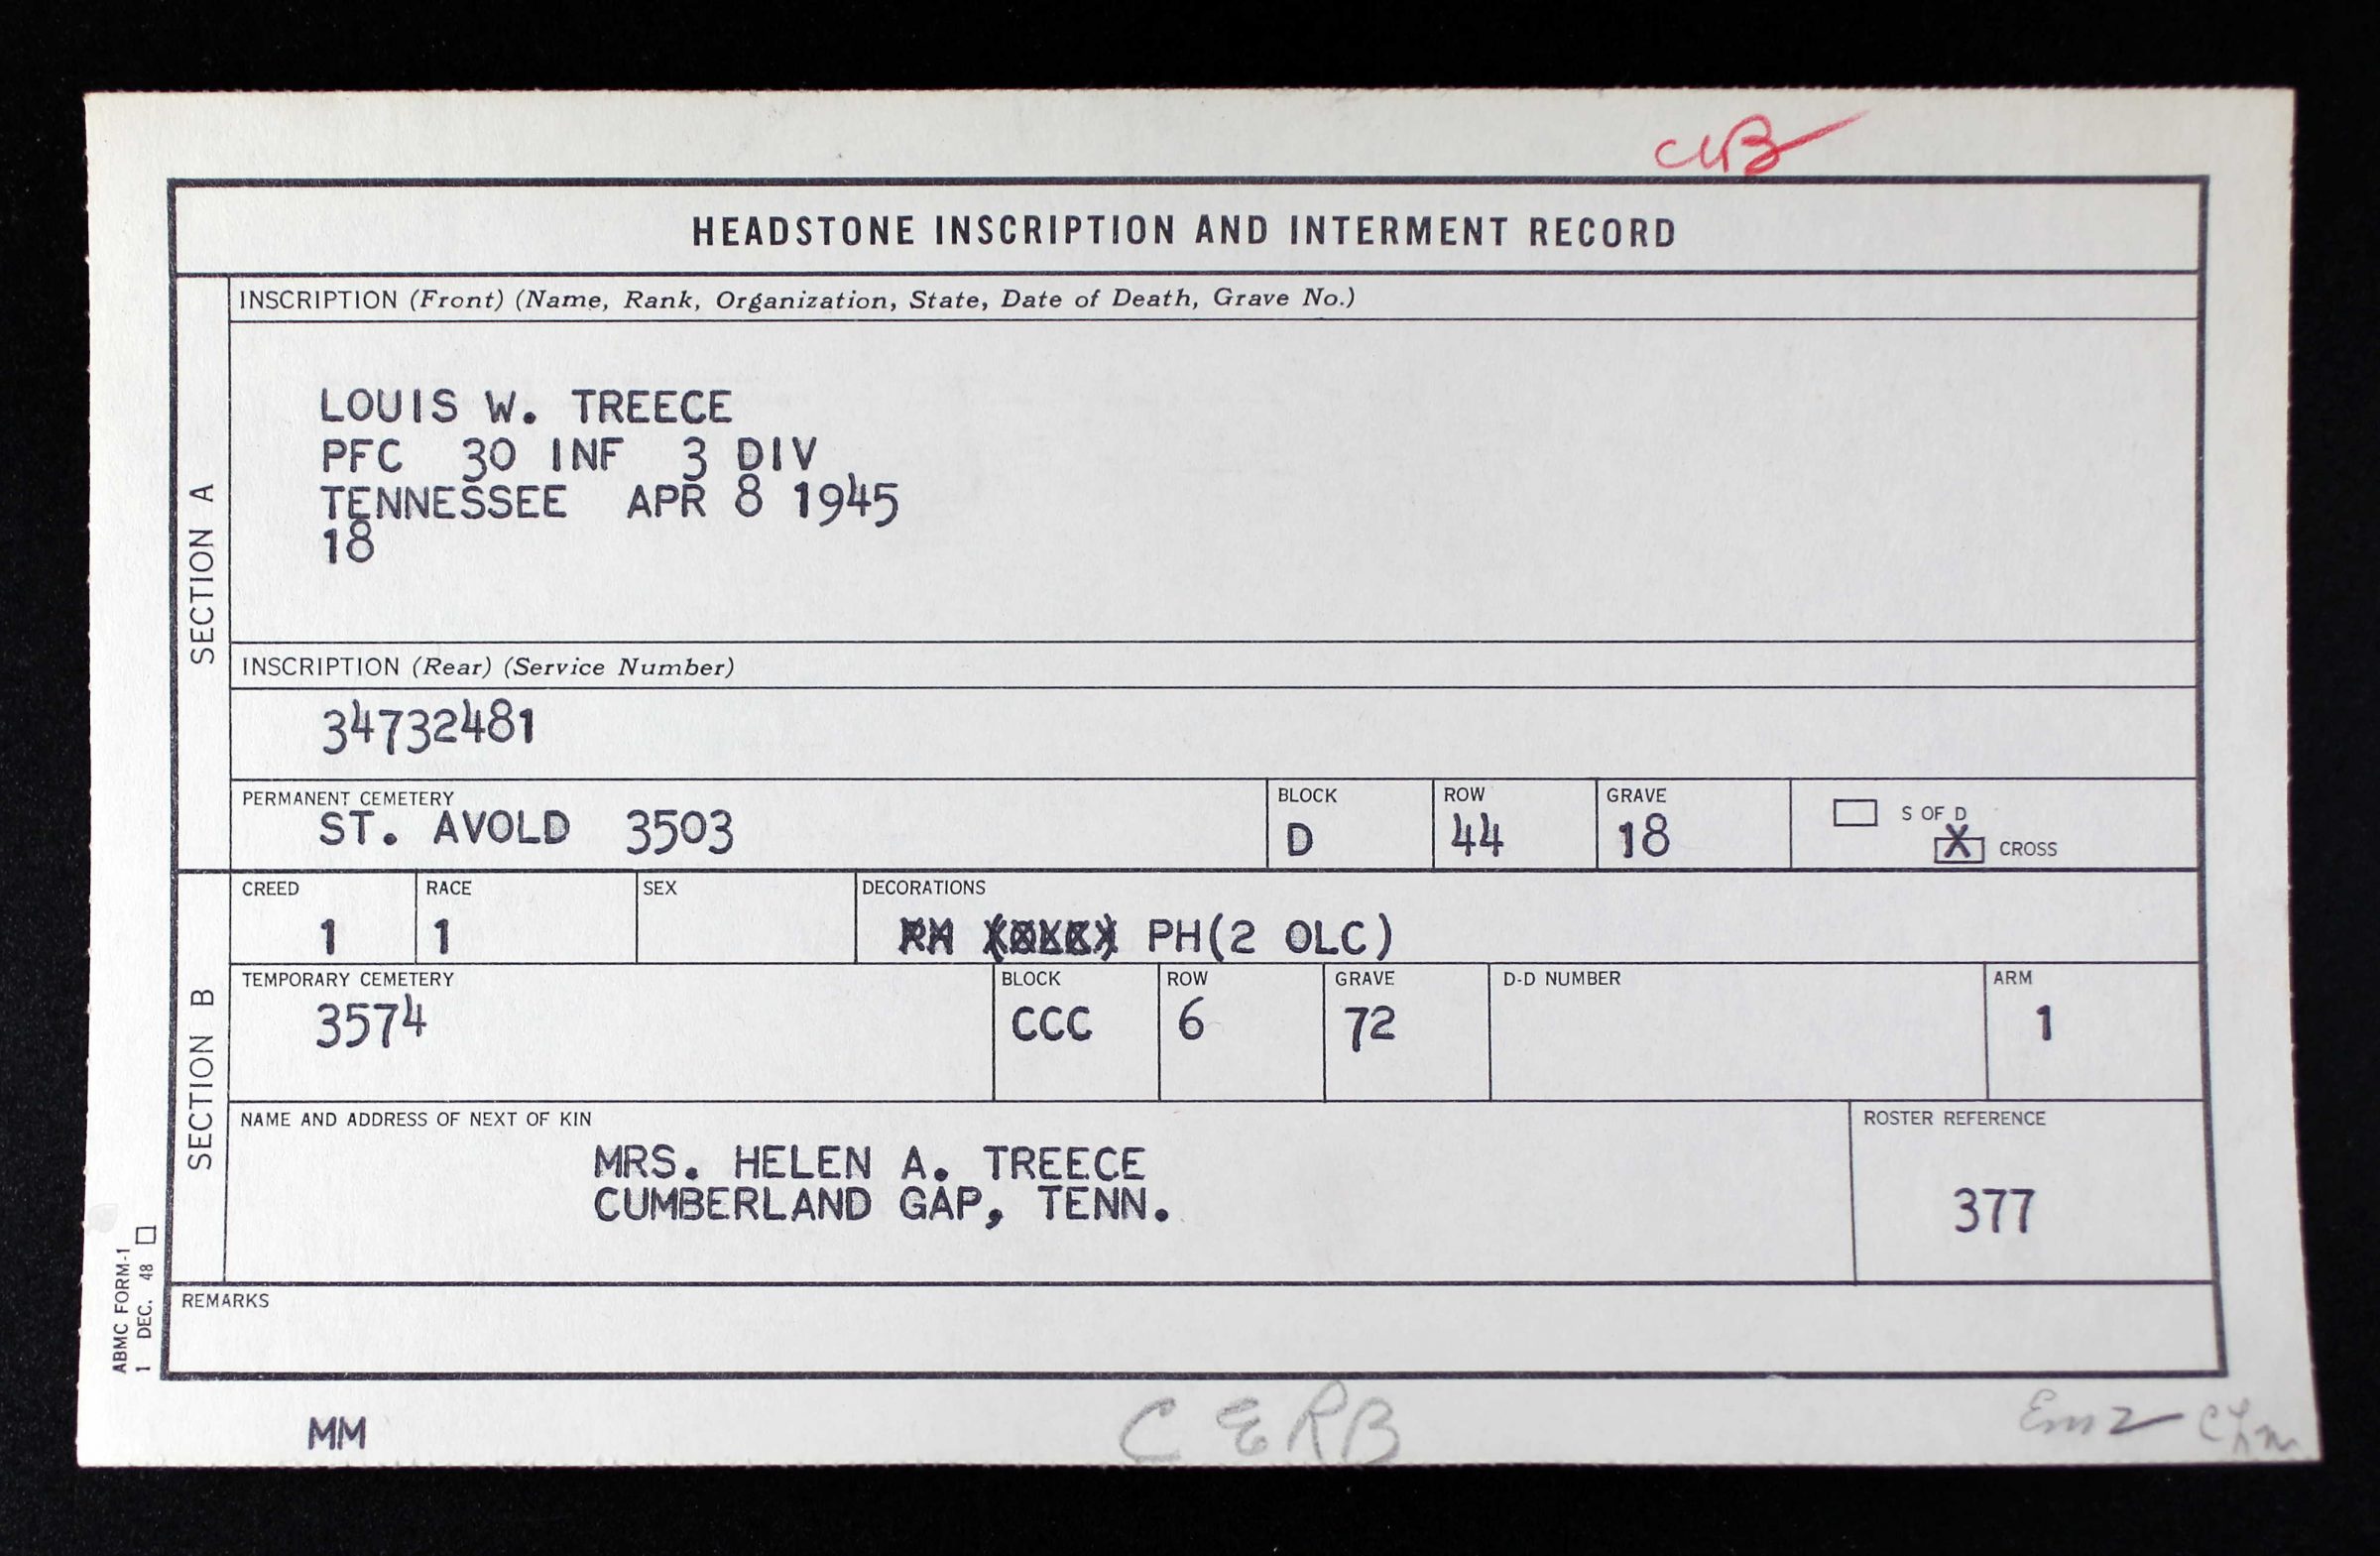 HEADSTONE INSCRIPTION AND INTERMENT RECORD
SECTION A
INSCRIPTION (Front) (Name, Rank, Organization, State, Date of Death, Grave No.)
LOUIS W. TREECE
PFC 30 INF 3 DIV
TENNESSEE APR 8 1945
18
INSCRIPTION (Rear) (Service Number)
34732481
PERMANENT CEMETERY
ST. AVOLD 3503
BLOCK
D
ROW
44
GRAVE
18
S OF D
X CROSS
SECTION B
CREED
1
RACE
1
SEX
DECORATIONS
PH(2 OLC)
TEMPORARY CEMETERY
3574
BLOCK
CCC
ROW
6
GRAVE
72
D-D NUMBER
ARM
1
NAME AND ADDRESS OF NEXT OF KIN
MRS. HELEN A. TREECE
CUMBERLAND GAP, TENN.
ROSTER REFERENCE
377
REMARKS
ABMC FORM-1
1 DEC. 48
MM
C E R B